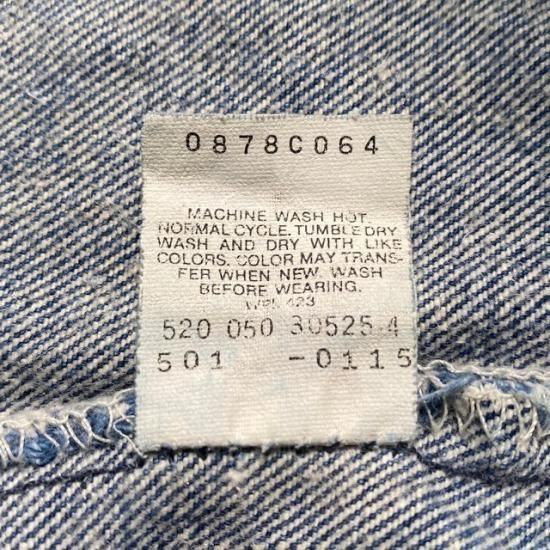 0878C064
MACHINE WASH HOT.
NORMAL CYCLE. TUMBLE DRY
WASH AND DRY WITH LIKE
COLORS. COLOR MAY TRANS-
FER WHEN NEW. WASH
BEFORE WEARING.
WPL 423
520 050 30525 4
501 -0115